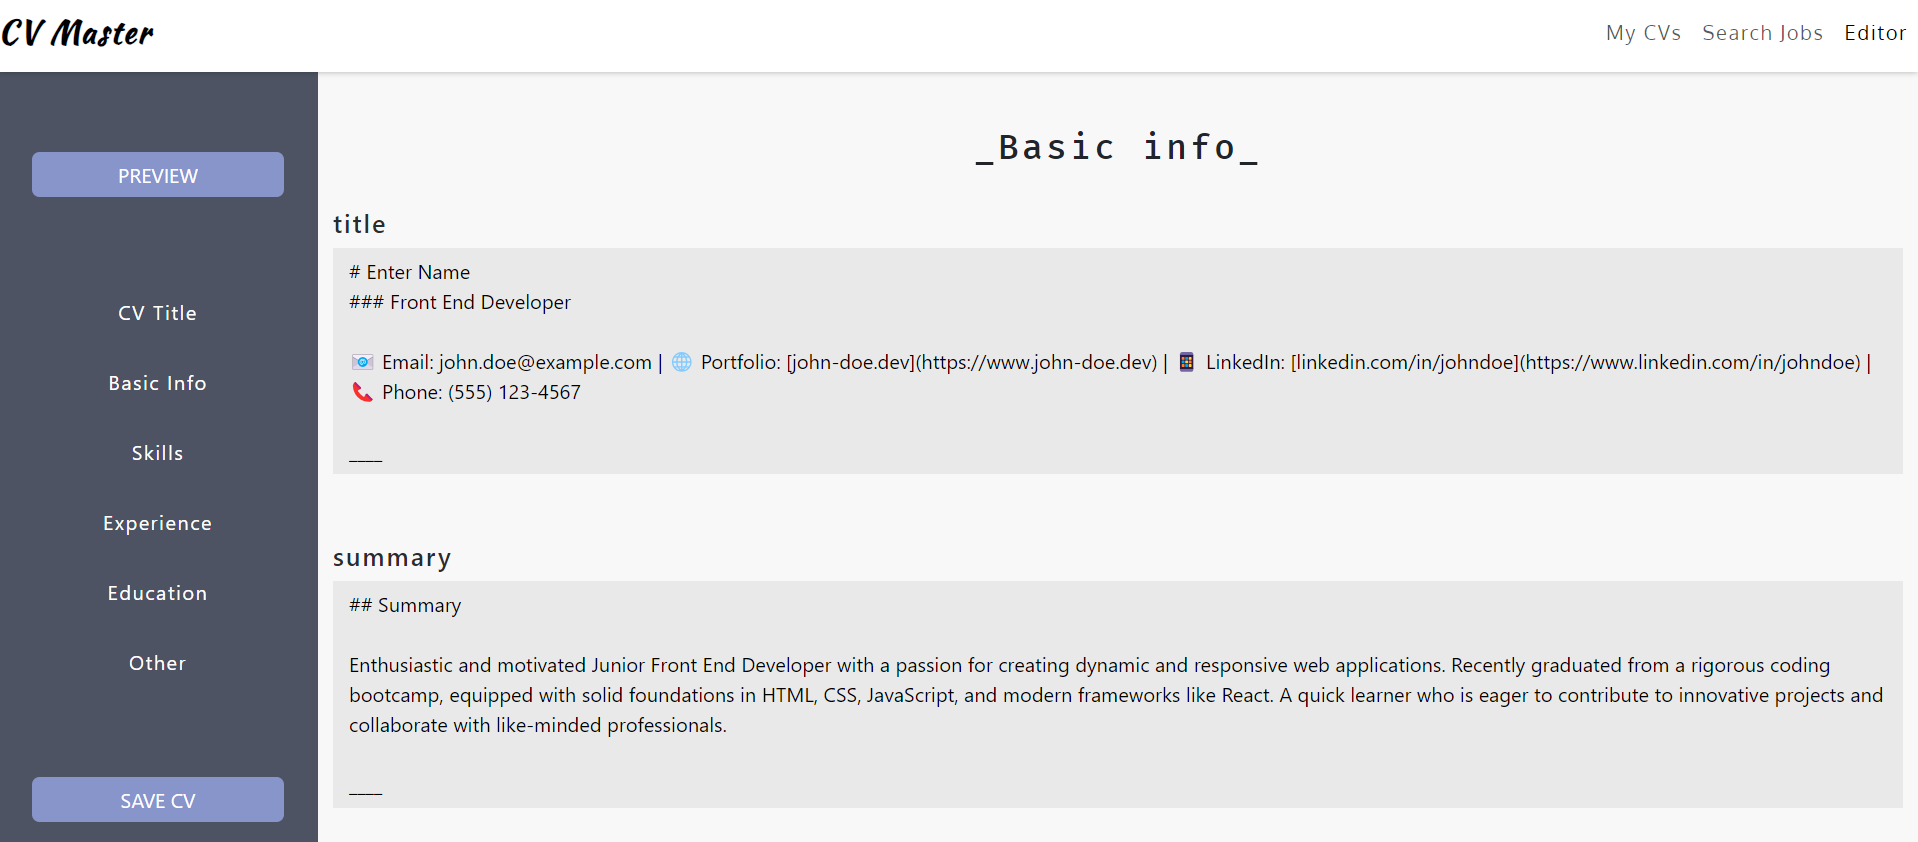 CV Master
My CVs Search Jobs Editor
PREVIEW
CV Title
Basic Info
Skills
Experience
Education
Other
SAVE CV
_Basic info_
title
# Enter Name
### Front End Developer
📧 Email: john.doe@example.com | 🌐 Portfolio: [john-doe.dev](https://www.john-doe.dev) | 📱 LinkedIn: [linkedin.com/in/johndoe](https://www.linkedin.com/in/johndoe) |
📞 Phone: (555) 123-4567
____
summary
## Summary
Enthusiastic and motivated Junior Front End Developer with a passion for creating dynamic and responsive web applications. Recently graduated from a rigorous coding
bootcamp, equipped with solid foundations in HTML, CSS, JavaScript, and modern frameworks like React. A quick learner who is eager to contribute to innovative projects and
collaborate with like-minded professionals.
____